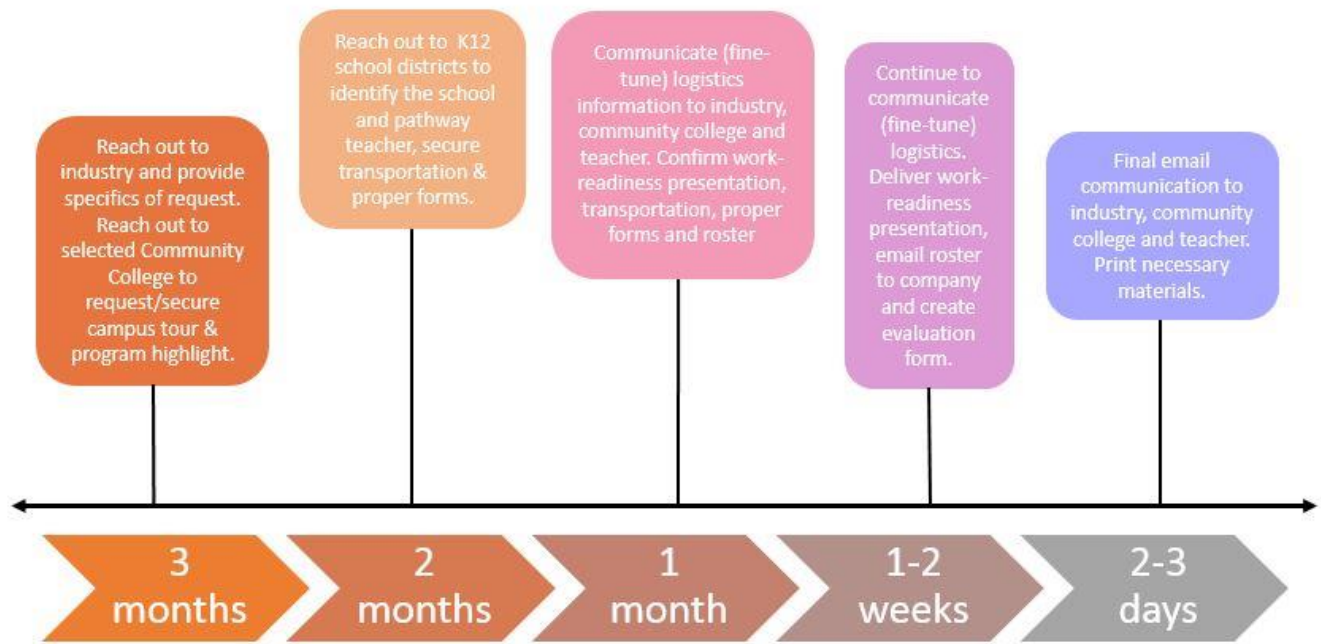 Reach out to
industry and provide
specifics of request.
Reach out to
selected Community
College to
request/secure
campus tour &
program highlight.
Reach out to  K12
school districts to
identify the school
and pathway
teacher, secure
transportation &
proper forms.
Communicate (fine-
tune) logistics
information to industry,
community college and
teacher. Confirm work-
readiness presentation,
transportation, proper
forms and roster
Continue to
communicate
(fine-tune)
logistics.
Deliver work-
readiness
presentation,
email roster
to company
and create
evaluation
form.
Final email
communication to
industry, community
college and teacher.
Print necessary
materials.
3
months
2
months
1
month
1-2
weeks
2-3
days